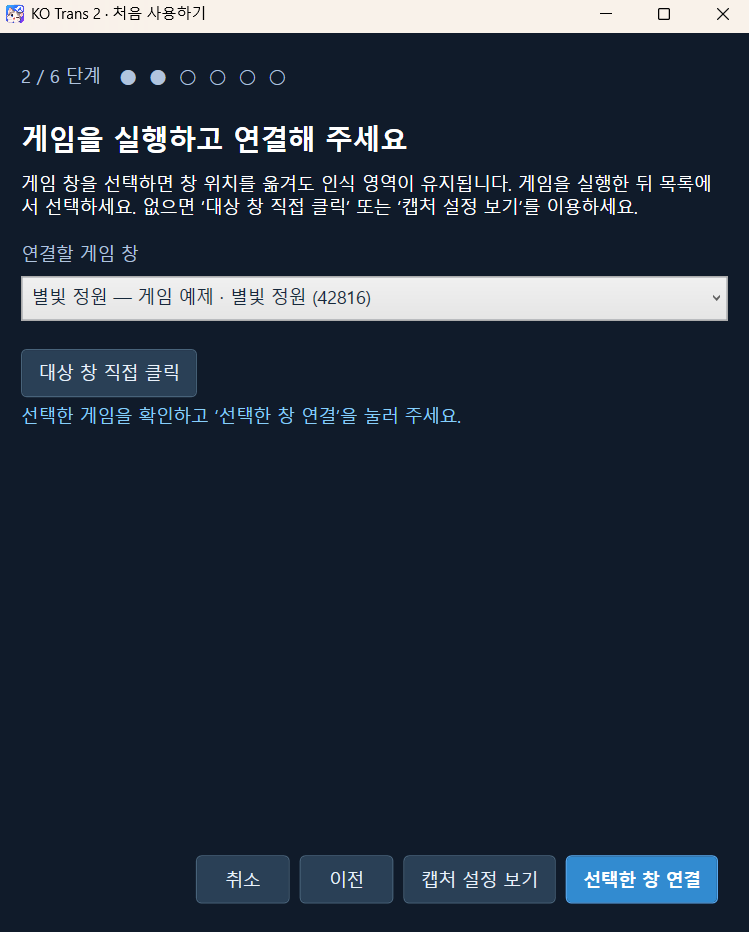 KO Trans 2 · 처음 사용하기
2 / 6 단계
게임을 실행하고 연결해 주세요
게임 창을 선택하면 창 위치를 옮겨도 인식 영역이 유지됩니다. 게임을 실행한 뒤 목록에
서 선택하세요. 없으면 ‘대상 창 직접 클릭’ 또는 ‘캡처 설정 보기’를 이용하세요.
연결할 게임 창
별빛 정원 — 게임 예제 · 별빛 정원 (42816)
대상 창 직접 클릭
선택한 게임을 확인하고 ‘선택한 창 연결’을 눌러 주세요.
취소
이전
캡처 설정 보기
선택한 창 연결